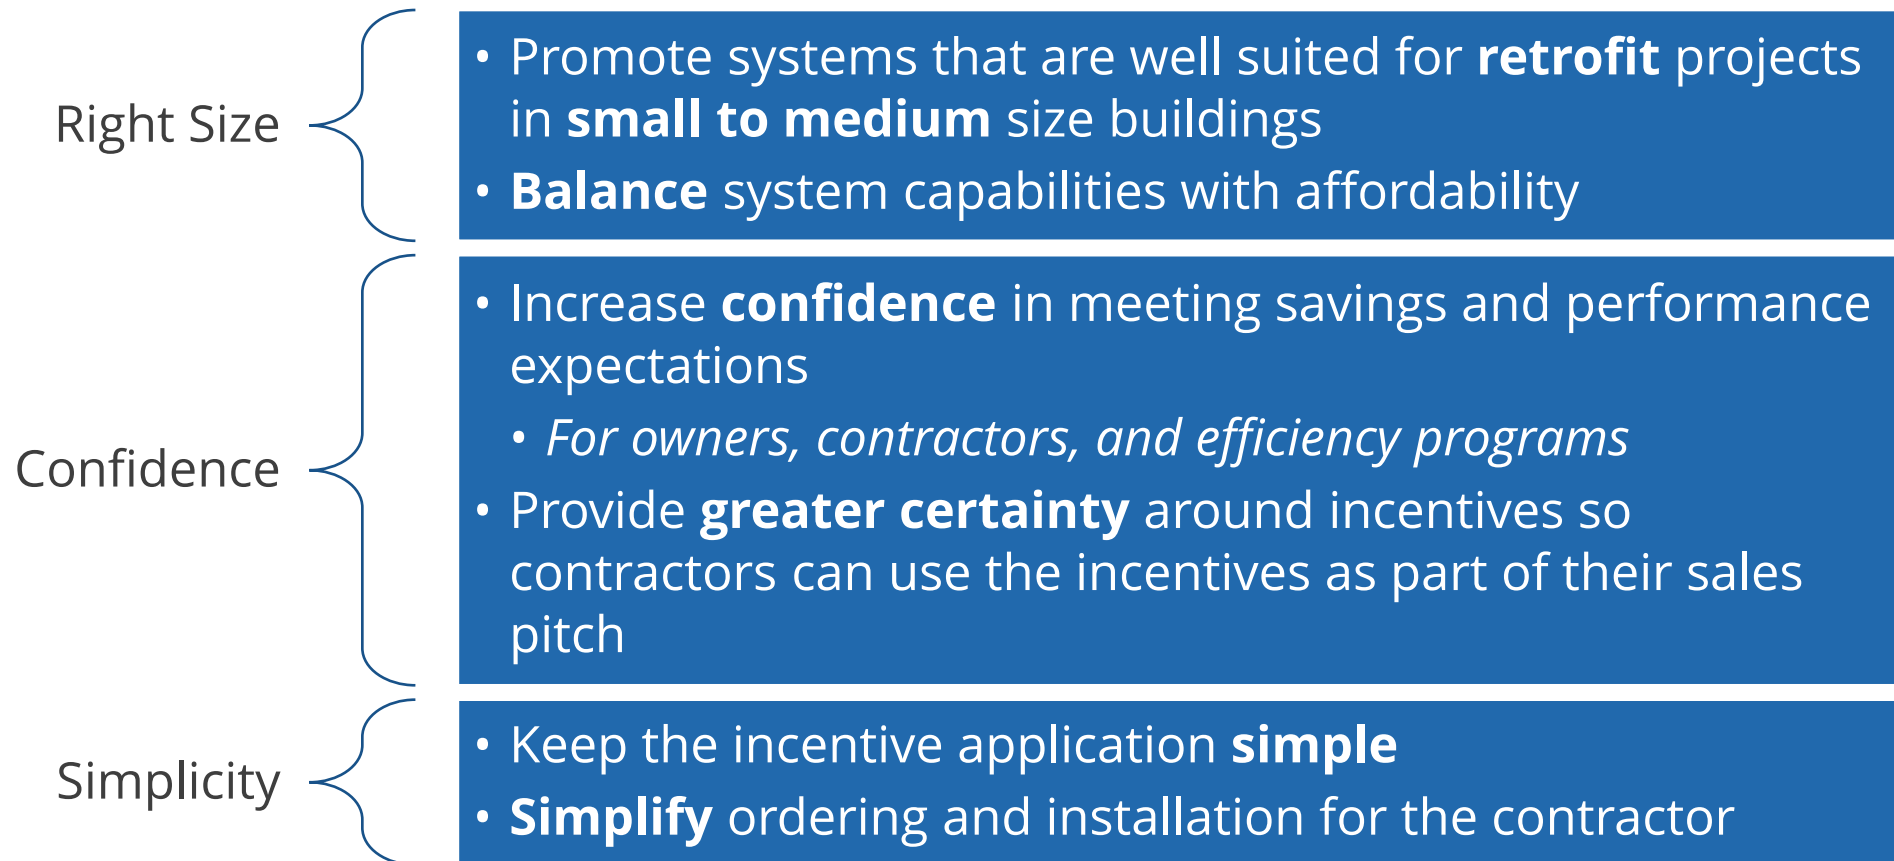 Right Size
• Promote systems that are well suited for retrofit projects
in small to medium size buildings
• Balance system capabilities with affordability
Confidence
• Increase confidence in meeting savings and performance
expectations
• For owners, contractors, and efficiency programs
• Provide greater certainty around incentives so
contractors can use the incentives as part of their sales
pitch
Simplicity
• Keep the incentive application simple
• Simplify ordering and installation for the contractor